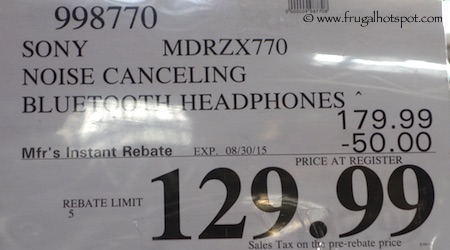 www.frugalhotspot.com
998770
SONY MDRZX770
NOISE CANCELING
BLUETOOTH HEADPHONES ^
179.99
Mfr's Instant Rebate EXP. 08/30/15 -50.00
PRICE AT REGISTER
REBATE LIMIT
5
129.99
Sales Tax on the pre-rebate price